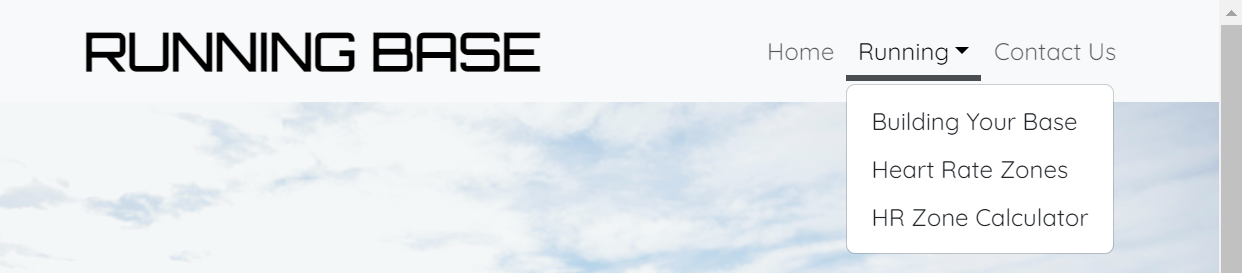 RUNNING BASE
Home Running Contact Us
Building Your Base
Heart Rate Zones
HR Zone Calculator